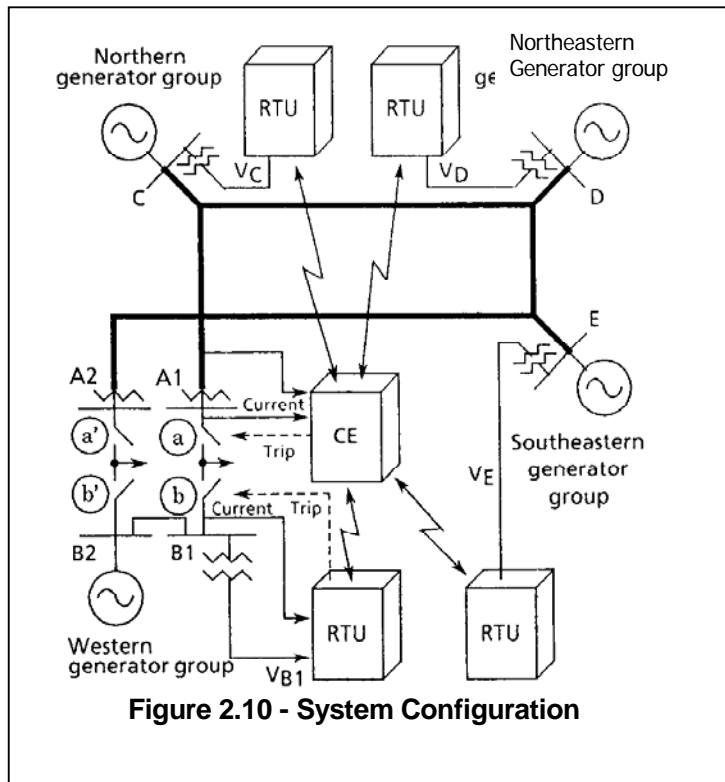 Northern
generator group
Northeastern
Generator group
ge
RTU
RTU
VC
VD
C
D
E
A2
A1
Current
a'
a
Trip
CE
b'
b
Current
Trip
B2
B1
Southeastern
generator
group
VE
Western
generator group
RTU
RTU
VB1
Figure 2.10 - System Configuration